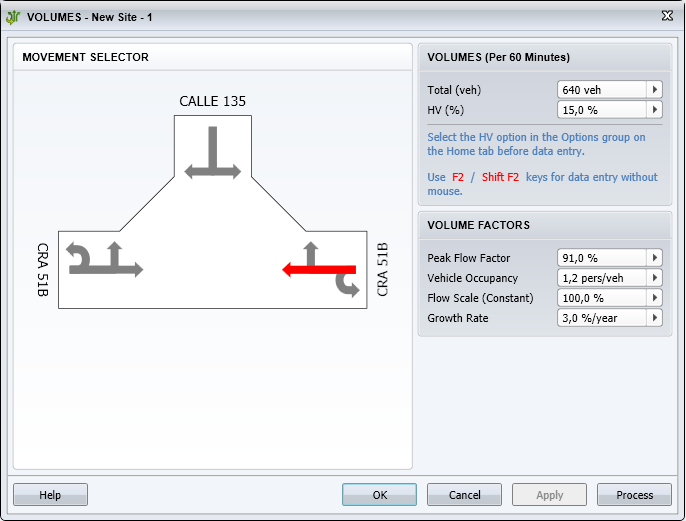 VOLUMES - New Site - 1
MOVEMENT SELECTOR
CALLE 135
CRA 51B
CRA 51B
VOLUMES (Per 60 Minutes)
Total (veh) 640 veh
HV (%) 15,0 %
Select the HV option in the Options group on
the Home tab before data entry.
Use F2 / Shift F2 keys for data entry without
mouse.
VOLUME FACTORS
Peak Flow Factor 91,0 %
Vehicle Occupancy 1,2 pers/veh
Flow Scale (Constant) 100,0 %
Growth Rate 3,0 %/year
Help OK Cancel Apply Process